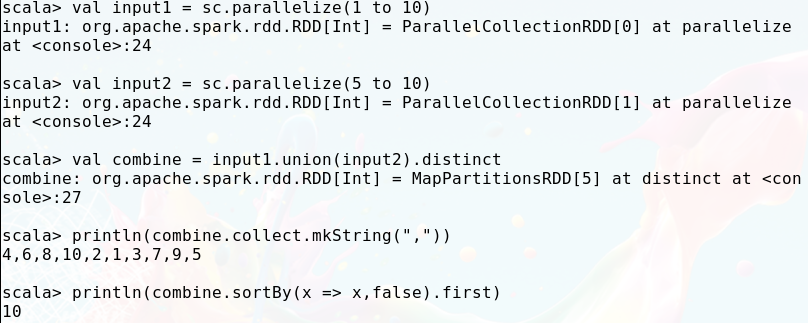 scala> val input1 = sc.parallelize(1 to 10)
input1: org.apache.spark.rdd.RDD[Int] = ParallelCollectionRDD[0] at parallelize
at <console>:24
scala> val input2 = sc.parallelize(5 to 10)
input2: org.apache.spark.rdd.RDD[Int] = ParallelCollectionRDD[1] at parallelize
at <console>:24
scala> val combine = input1.union(input2).distinct
combine: org.apache.spark.rdd.RDD[Int] = MapPartitionsRDD[5] at distinct at <con
sole>:27
scala> println(combine.collect.mkString(","))
4,6,8,10,2,1,3,7,9,5
scala> println(combine.sortBy(x => x,false).first)
10